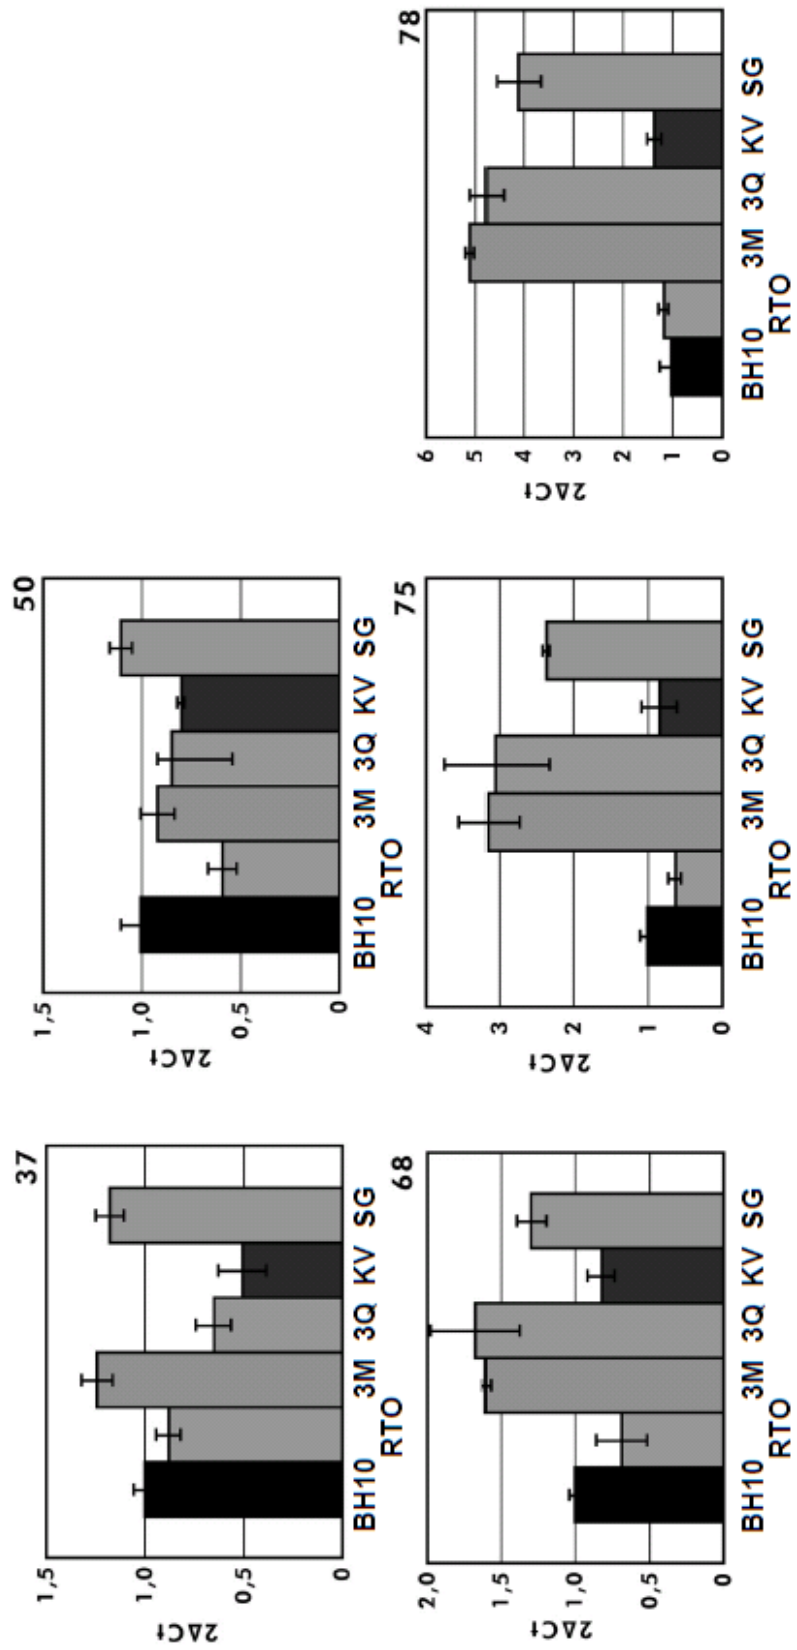 37
1,5
1,0
0,5
0
2ΔCt
BH10 3M 3Q KV SG
RTO
50
1,5
1,0
0,5
0
2ΔCt
BH10 3M 3Q KV SG
RTO
68
2,0
1,5
1,0
0,5
0
2ΔCt
BH10 3M 3Q KV SG
RTO
75
4
3
2
1
0
2ΔCt
BH10 3M 3Q KV SG
RTO
78
6
5
4
3
2
1
0
2ΔCt
BH10 3M 3Q KV SG
RTO